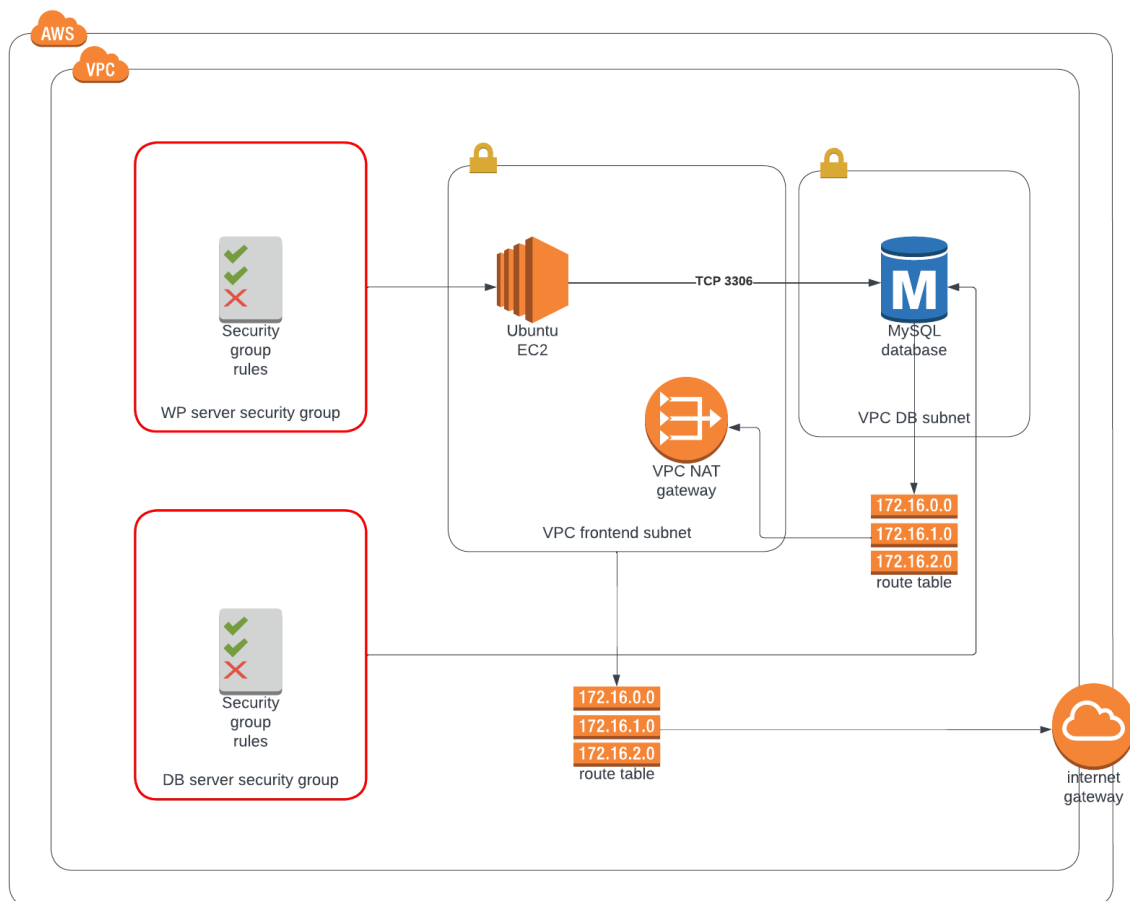 AWS
VPC
Security
group
rules
WP server security group
Ubuntu
EC2
TCP 3306
M
MySQL
database
VPC DB subnet
VPC NAT
gateway
VPC frontend subnet
172.16.0.0
172.16.1.0
172.16.2.0
route table
Security
group
rules
DB server security group
172.16.0.0
172.16.1.0
172.16.2.0
route table
internet
gateway